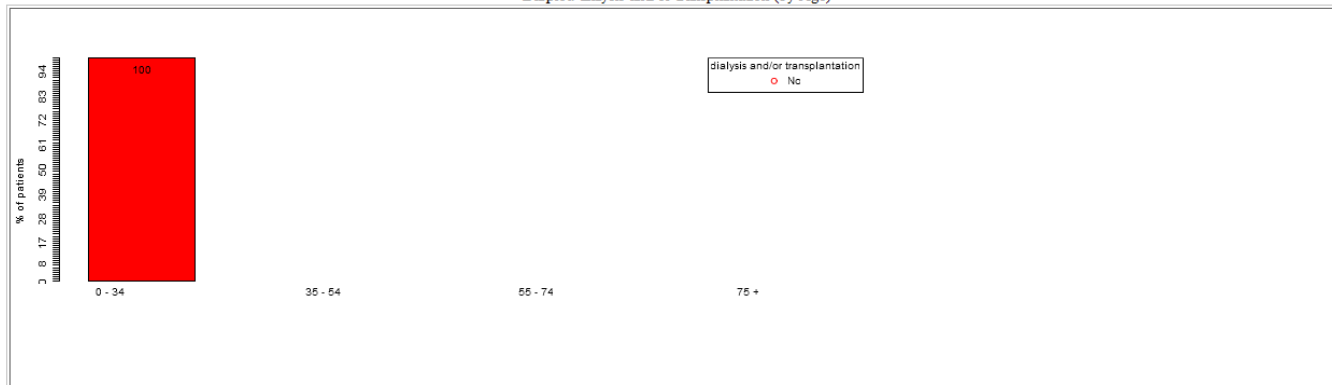 dialysis and/or transplantation
No
% of patients
94
83
72
61
50
39
28
17
8
0
100
0 - 34
35 - 54
55 - 74
75 +